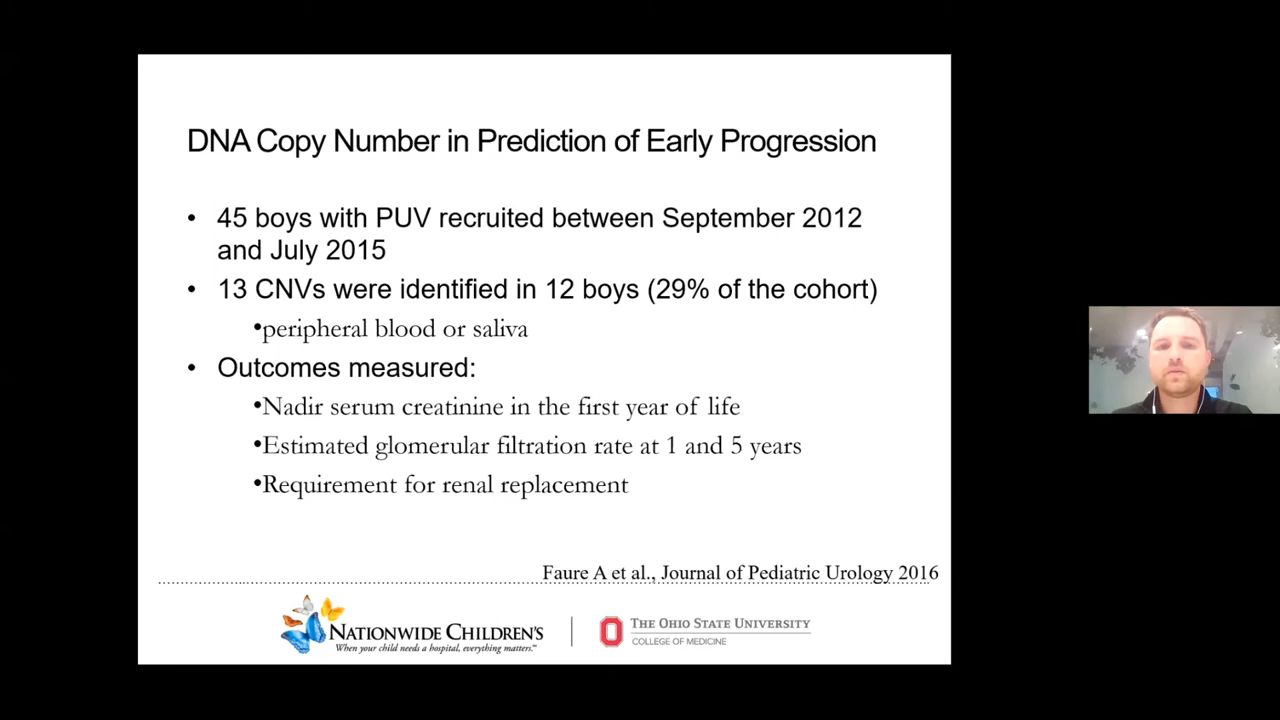 DNA Copy Number in Prediction of Early Progression
• 45 boys with PUV recruited between September 2012
and July 2015
• 13 CNVs were identified in 12 boys (29% of the cohort)
•peripheral blood or saliva
• Outcomes measured:
•Nadir serum creatinine in the first year of life
•Estimated glomerular filtration rate at 1 and 5 years
•Requirement for renal replacement
Faure A et al., Journal of Pediatric Urology 2016
NATIONWIDE CHILDREN'S
When your child needs a hospital, everything matters.™
THE OHIO STATE UNIVERSITY
COLLEGE OF MEDICINE